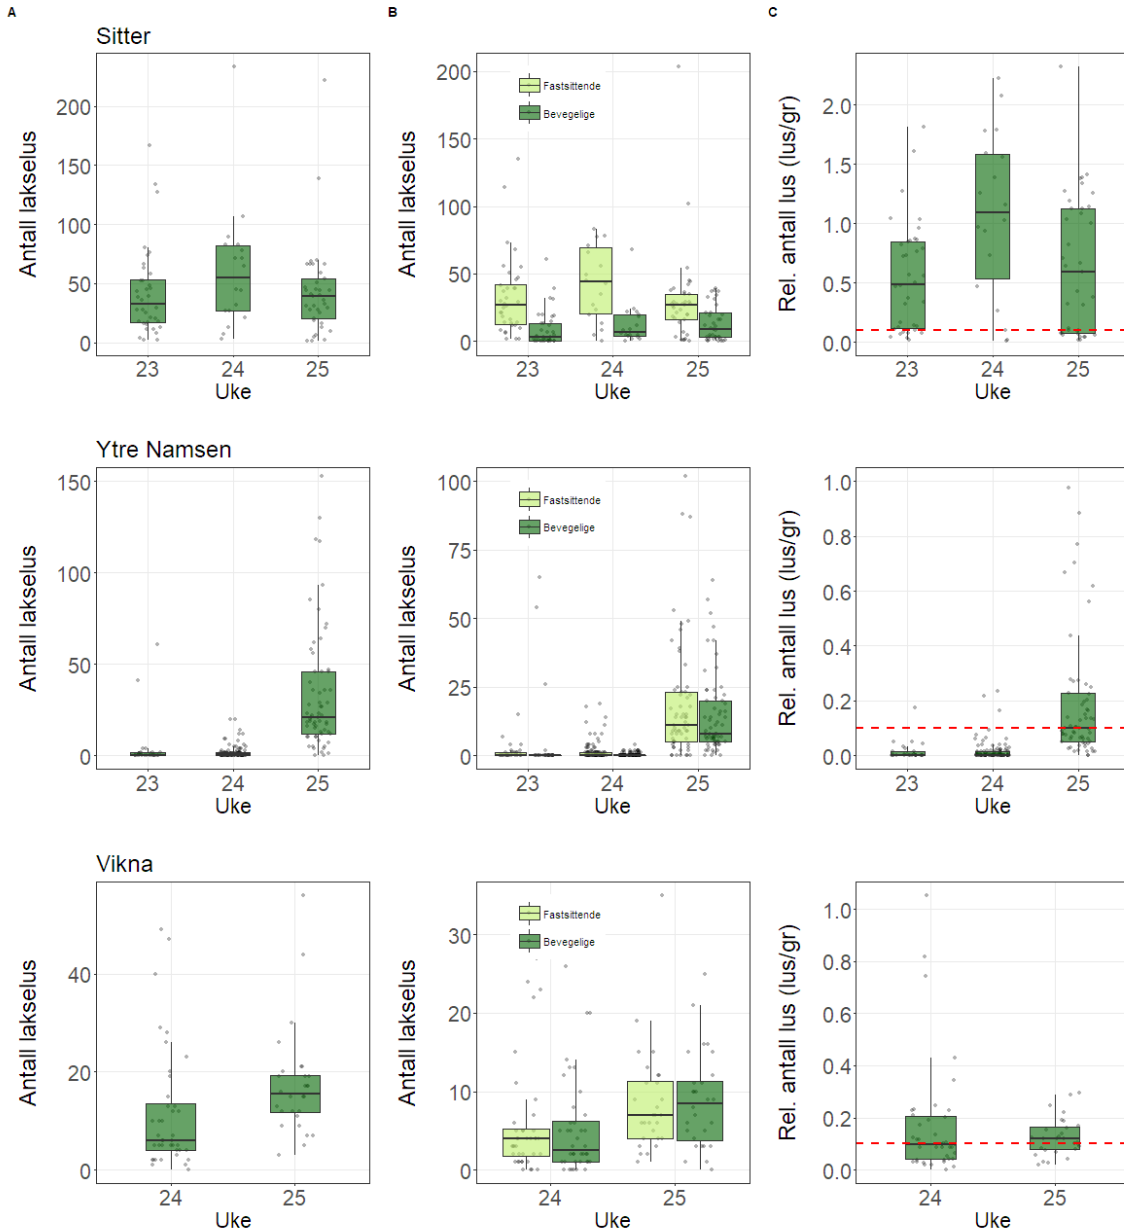 A
B
C
Sitter
Antall lakselus
200
150
100
50
0
23
24
25
Uke
Antall lakselus
200
150
100
50
0
Fastsittende
Bevegelige
23
24
25
Uke
Rel. antall lus (lus/gr)
2.0
1.5
1.0
0.5
0.0
23
24
25
Uke
Ytre Namsen
Antall lakselus
150
100
50
0
23
24
25
Uke
Antall lakselus
100
75
50
25
0
Fastsittende
Bevegelige
23
24
25
Uke
Rel. antall lus (lus/gr)
1.0
0.8
0.6
0.4
0.2
0.0
23
24
25
Uke
Vikna
Antall lakselus
40
20
0
24
25
Uke
Antall lakselus
30
20
10
0
Fastsittende
Bevegelige
24
25
Uke
Rel. antall lus (lus/gr)
1.0
0.8
0.6
0.4
0.2
0.0
24
25
Uke